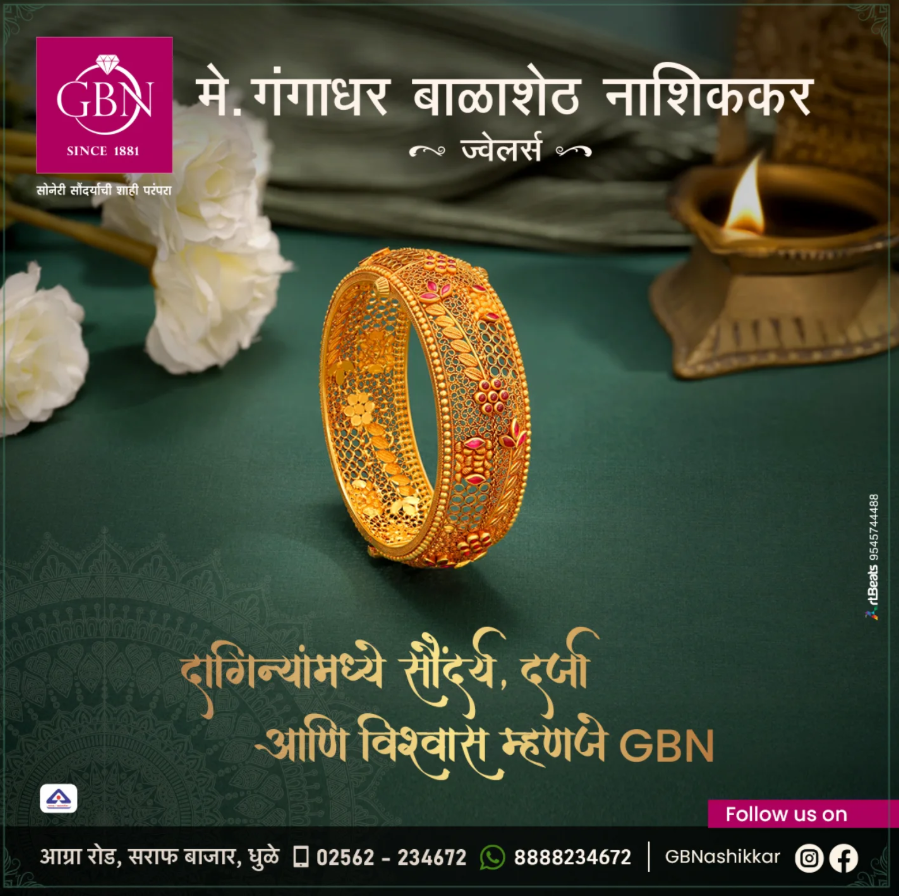 GBN
SINCE 1881
सोनेरी सौंदर्याची शाही परंपरा
मे. गंगाधर बाळाशेठ नाशिककर
ज्वेलर्स
rtBeats 9545744488
दागिन्यांमध्ये सौंदर्य, दर्जा
आणि विश्वास म्हणजे GBN
Follow us on
आग्रा रोड, सराफ बाजार, धुळे 02562 - 234672 8888234672 GBNashikkar